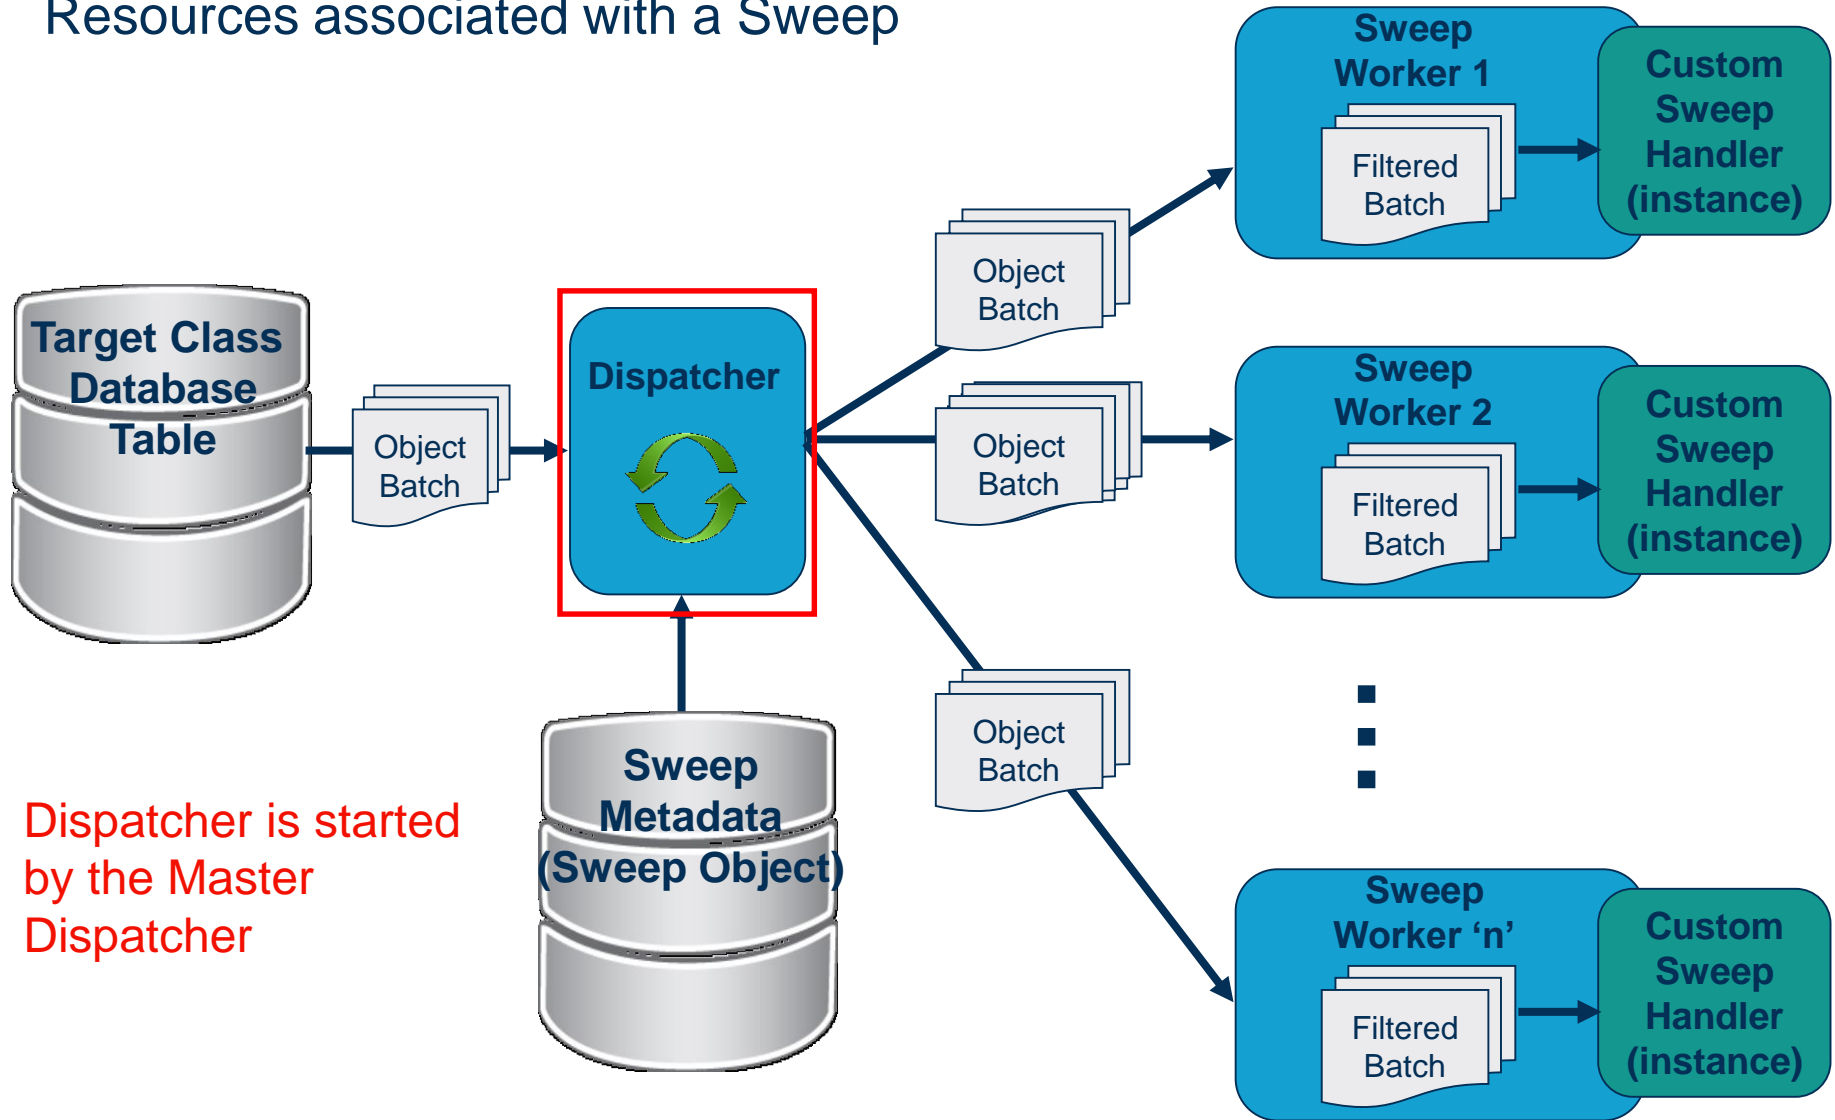 Resources associated with a Sweep
Target Class
Database
Table
Object
Batch
Dispatcher
Sweep
Metadata
(Sweep Object)
Dispatcher is started
by the Master
Dispatcher
Object
Batch
Object
Batch
Object
Batch
Sweep
Worker 1
Filtered
Batch
Custom
Sweep
Handler
(instance)
Sweep
Worker 2
Filtered
Batch
Custom
Sweep
Handler
(instance)
Sweep
Worker ‘n’
Filtered
Batch
Custom
Sweep
Handler
(instance)